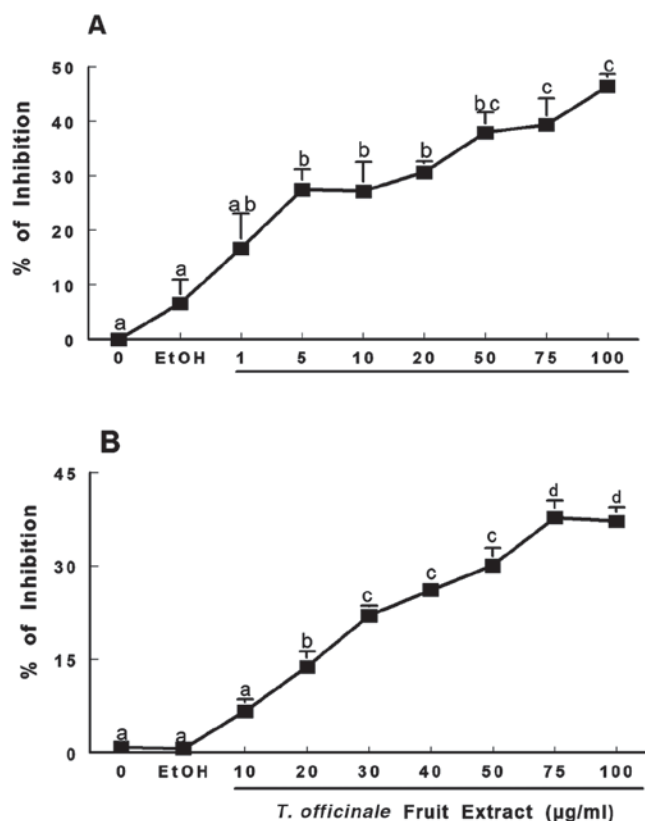 A
% of Inhibition
50
40
30
20
10
0
a
a
a b
b
b
b
b c
c
c
0 EtOH 1 5 10 20 50 75 100
B
% of Inhibition
45
30
15
0
a
a
a
b
c
c
c
d
d
0 EtOH 10 20 30 40 50 75 100
T. officinale Fruit Extract (µg/ml)